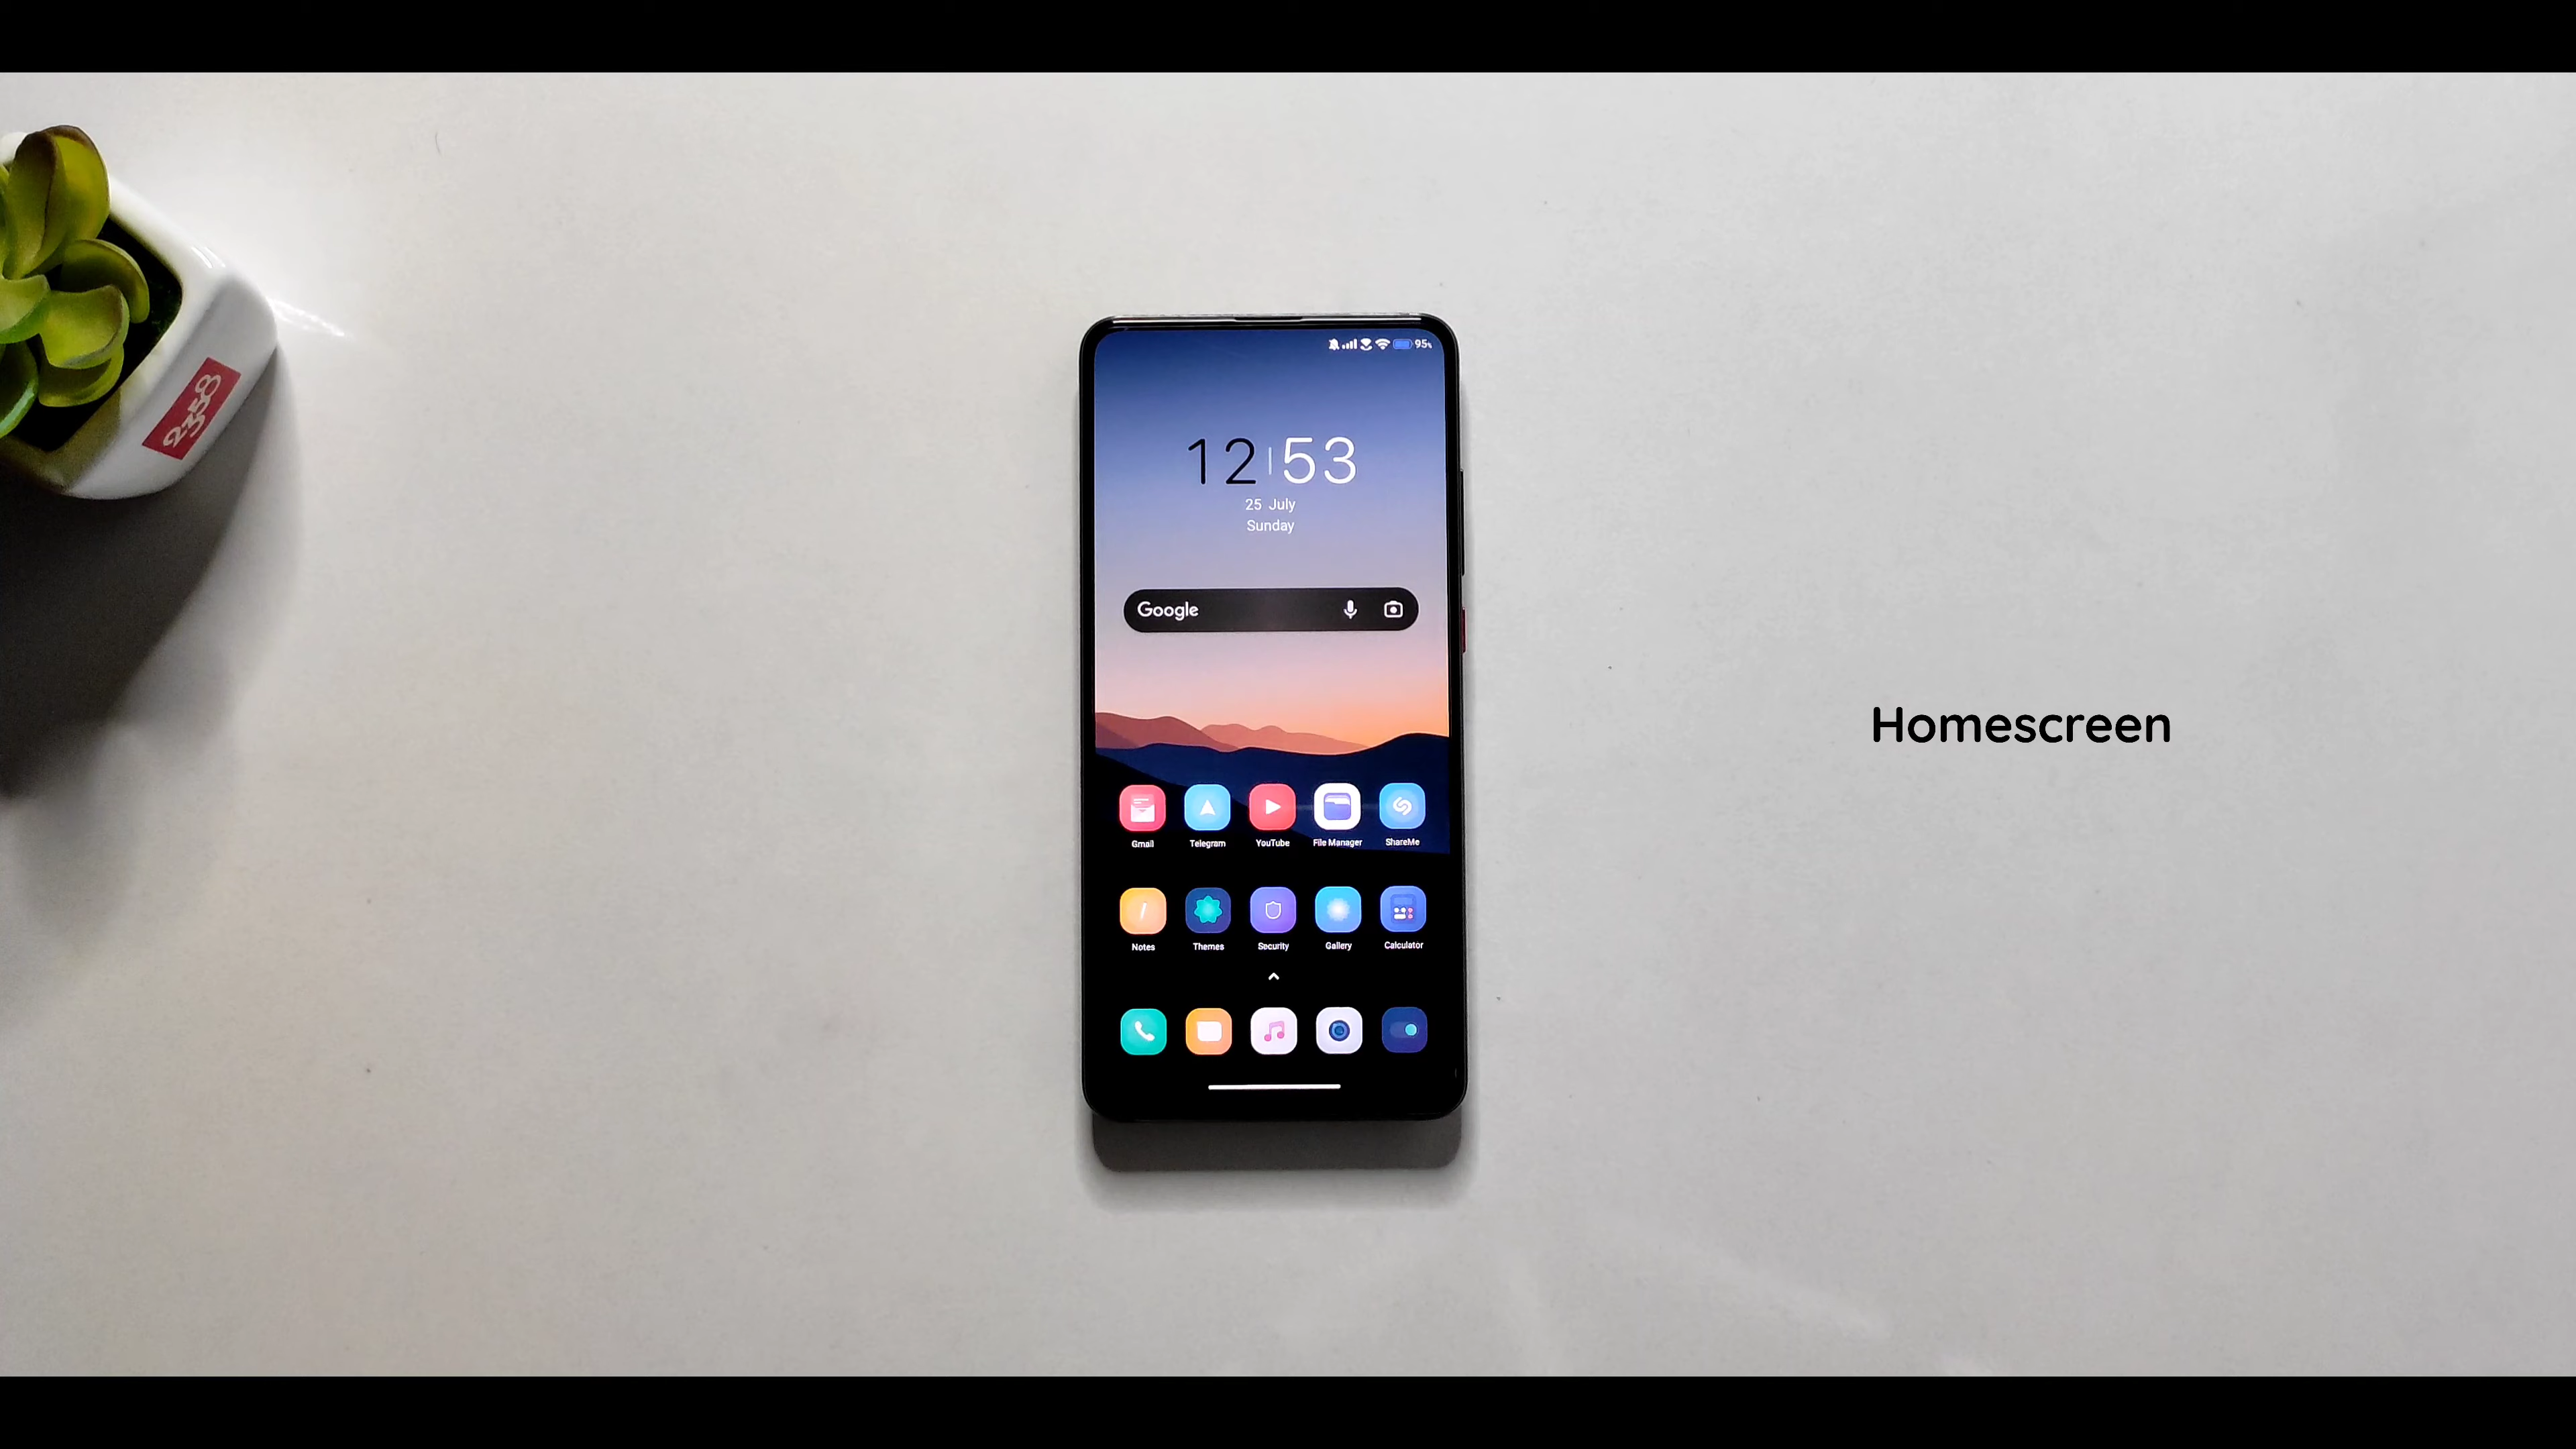 2358
95%
12 53
25 July
Sunday
Google
Homescreen
Gmail Telegram YouTube File Manager ShareMe
Notes Themes Security Gallery Calculator